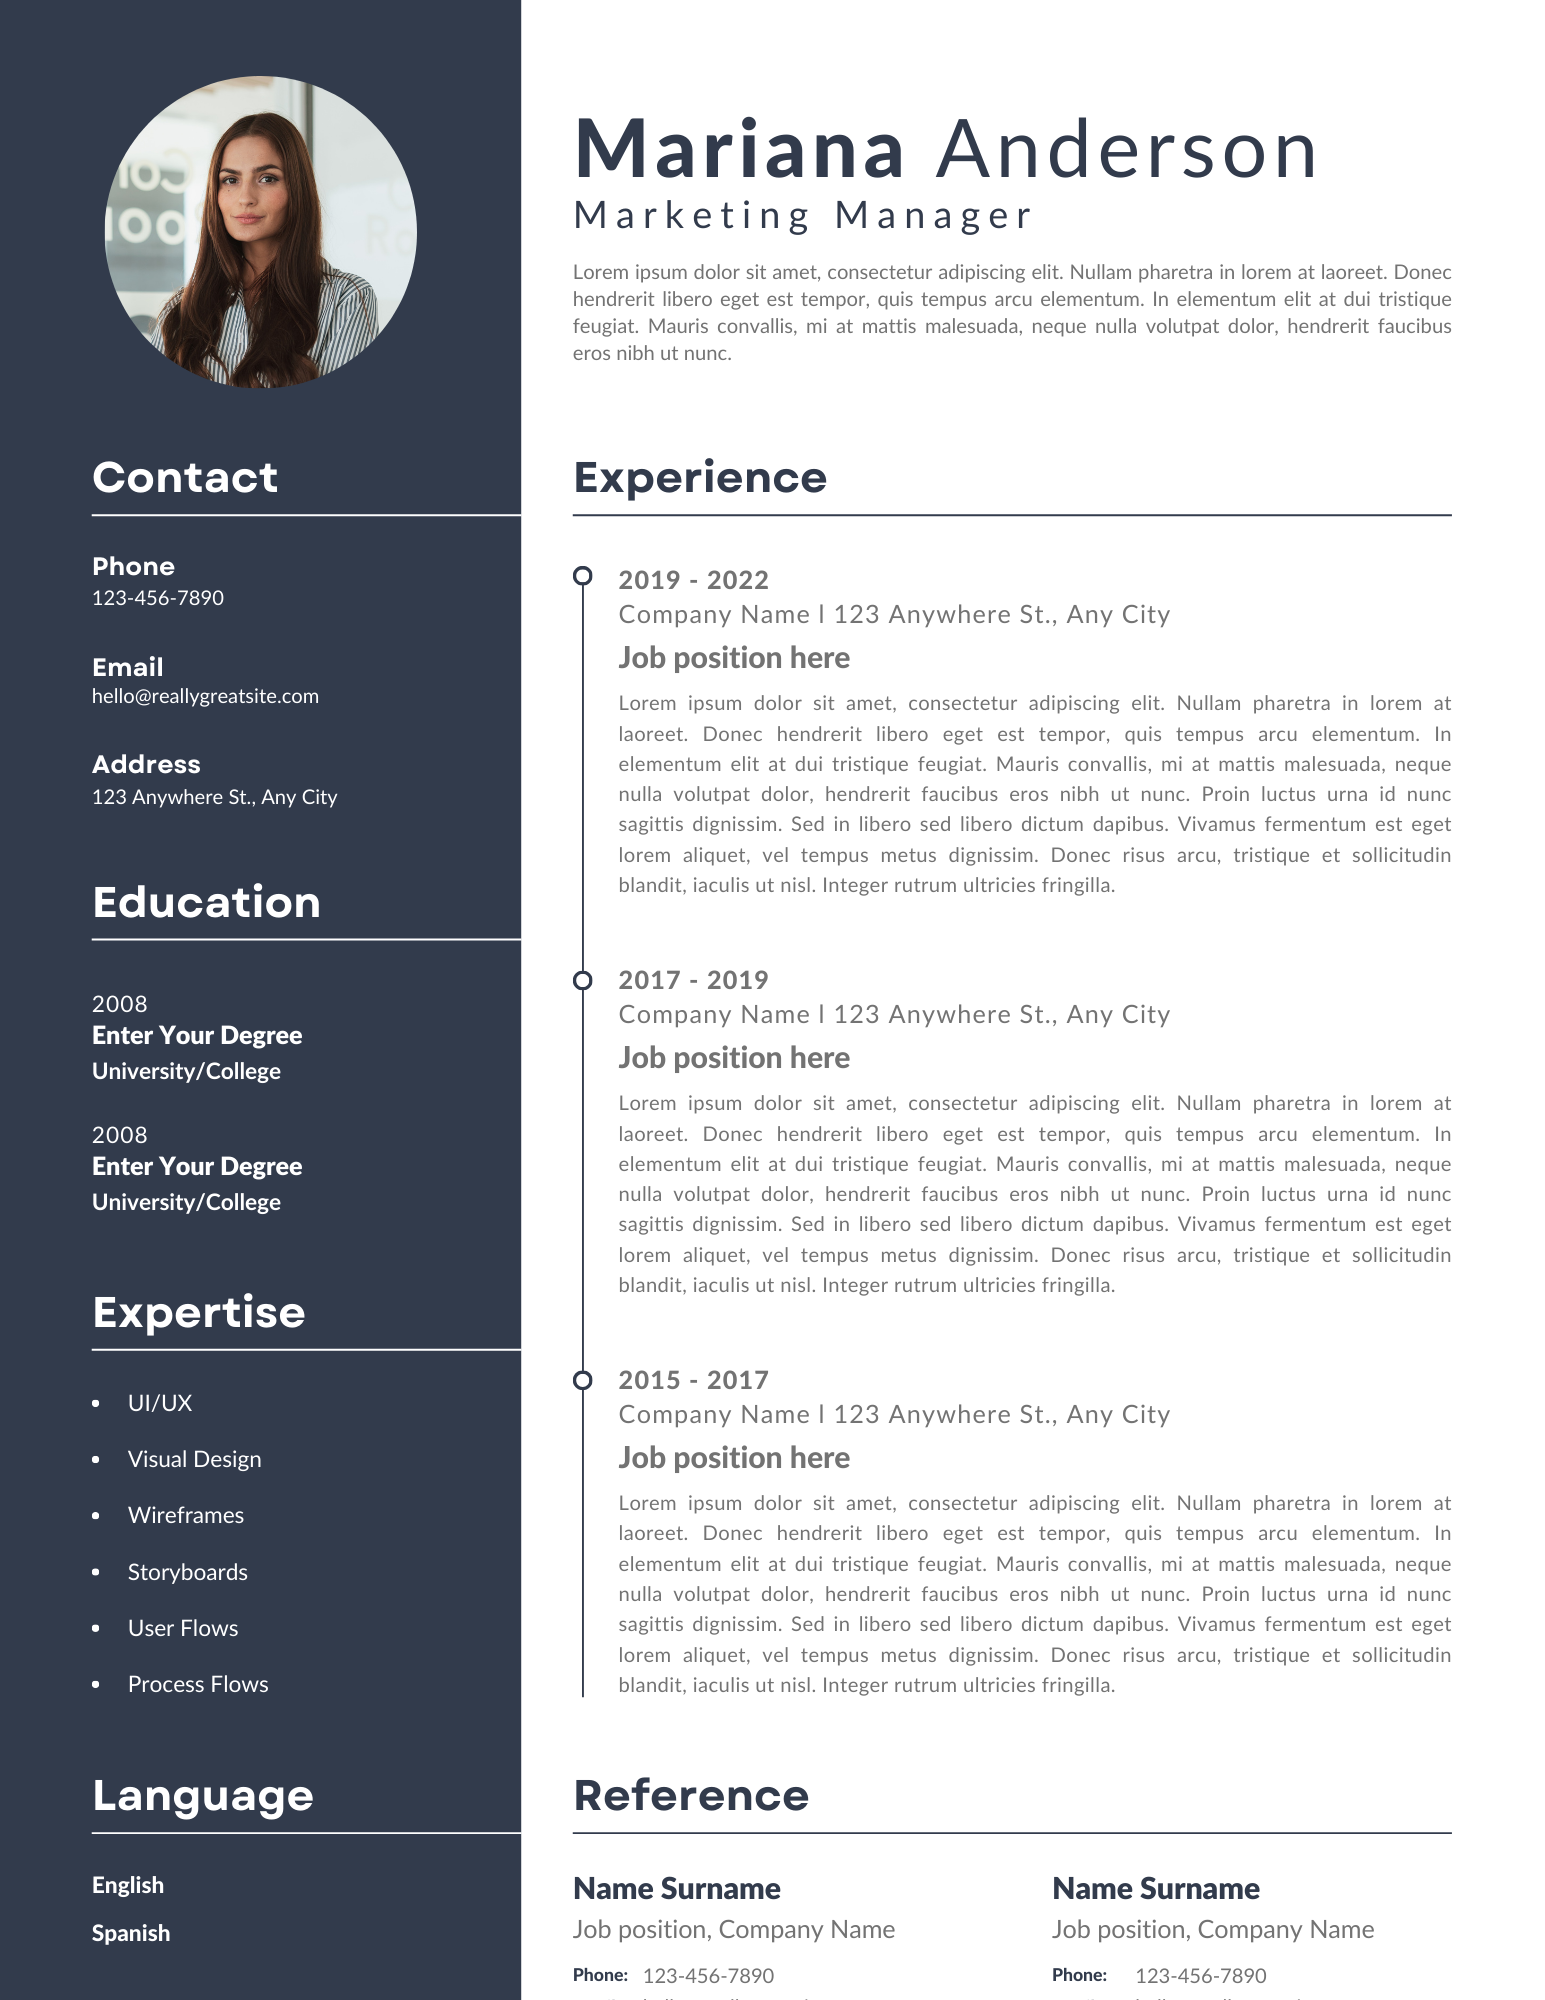 Mariana Anderson
Marketing Manager
Lorem ipsum dolor sit amet, consectetur adipiscing elit. Nullam pharetra in lorem at laoreet. Donec
hendrerit libero eget est tempor, quis tempus arcu elementum. In elementum elit at dui tristique
feugiat. Mauris convallis, mi at mattis malesuada, neque nulla volutpat dolor, hendrerit faucibus
eros nibh ut nunc.
Contact
Phone
123-456-7890
Email
hello@reallygreatsite.com
Address
123 Anywhere St., Any City
Education
2008
Enter Your Degree
University/College
2008
Enter Your Degree
University/College
Expertise
• UI/UX
• Visual Design
• Wireframes
• Storyboards
• User Flows
• Process Flows
Language
English
Spanish
Experience
2019 - 2022
Company Name l 123 Anywhere St., Any City
Job position here
Lorem ipsum dolor sit amet, consectetur adipiscing elit. Nullam pharetra in lorem at
laoreet. Donec hendrerit libero eget est tempor, quis tempus arcu elementum. In
elementum elit at dui tristique feugiat. Mauris convallis, mi at mattis malesuada, neque
nulla volutpat dolor, hendrerit faucibus eros nibh ut nunc. Proin luctus urna id nunc
sagittis dignissim. Sed in libero sed libero dictum dapibus. Vivamus fermentum est eget
lorem aliquet, vel tempus metus dignissim. Donec risus arcu, tristique et sollicitudin
blandit, iaculis ut nisl. Integer rutrum ultricies fringilla.
2017 - 2019
Company Name l 123 Anywhere St., Any City
Job position here
Lorem ipsum dolor sit amet, consectetur adipiscing elit. Nullam pharetra in lorem at
laoreet. Donec hendrerit libero eget est tempor, quis tempus arcu elementum. In
elementum elit at dui tristique feugiat. Mauris convallis, mi at mattis malesuada, neque
nulla volutpat dolor, hendrerit faucibus eros nibh ut nunc. Proin luctus urna id nunc
sagittis dignissim. Sed in libero sed libero dictum dapibus. Vivamus fermentum est eget
lorem aliquet, vel tempus metus dignissim. Donec risus arcu, tristique et sollicitudin
blandit, iaculis ut nisl. Integer rutrum ultricies fringilla.
2015 - 2017
Company Name l 123 Anywhere St., Any City
Job position here
Lorem ipsum dolor sit amet, consectetur adipiscing elit. Nullam pharetra in lorem at
laoreet. Donec hendrerit libero eget est tempor, quis tempus arcu elementum. In
elementum elit at dui tristique feugiat. Mauris convallis, mi at mattis malesuada, neque
nulla volutpat dolor, hendrerit faucibus eros nibh ut nunc. Proin luctus urna id nunc
sagittis dignissim. Sed in libero sed libero dictum dapibus. Vivamus fermentum est eget
lorem aliquet, vel tempus metus dignissim. Donec risus arcu, tristique et sollicitudin
blandit, iaculis ut nisl. Integer rutrum ultricies fringilla.
Reference
Name Surname
Job position, Company Name
Phone: 123-456-7890
Name Surname
Job position, Company Name
Phone: 123-456-7890